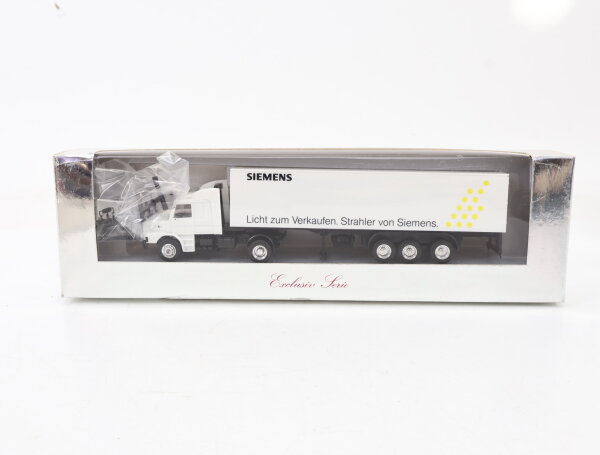 SIEMENS
Licht zum Verkaufen. Strahler von Siemens.
Exclusiv Serie